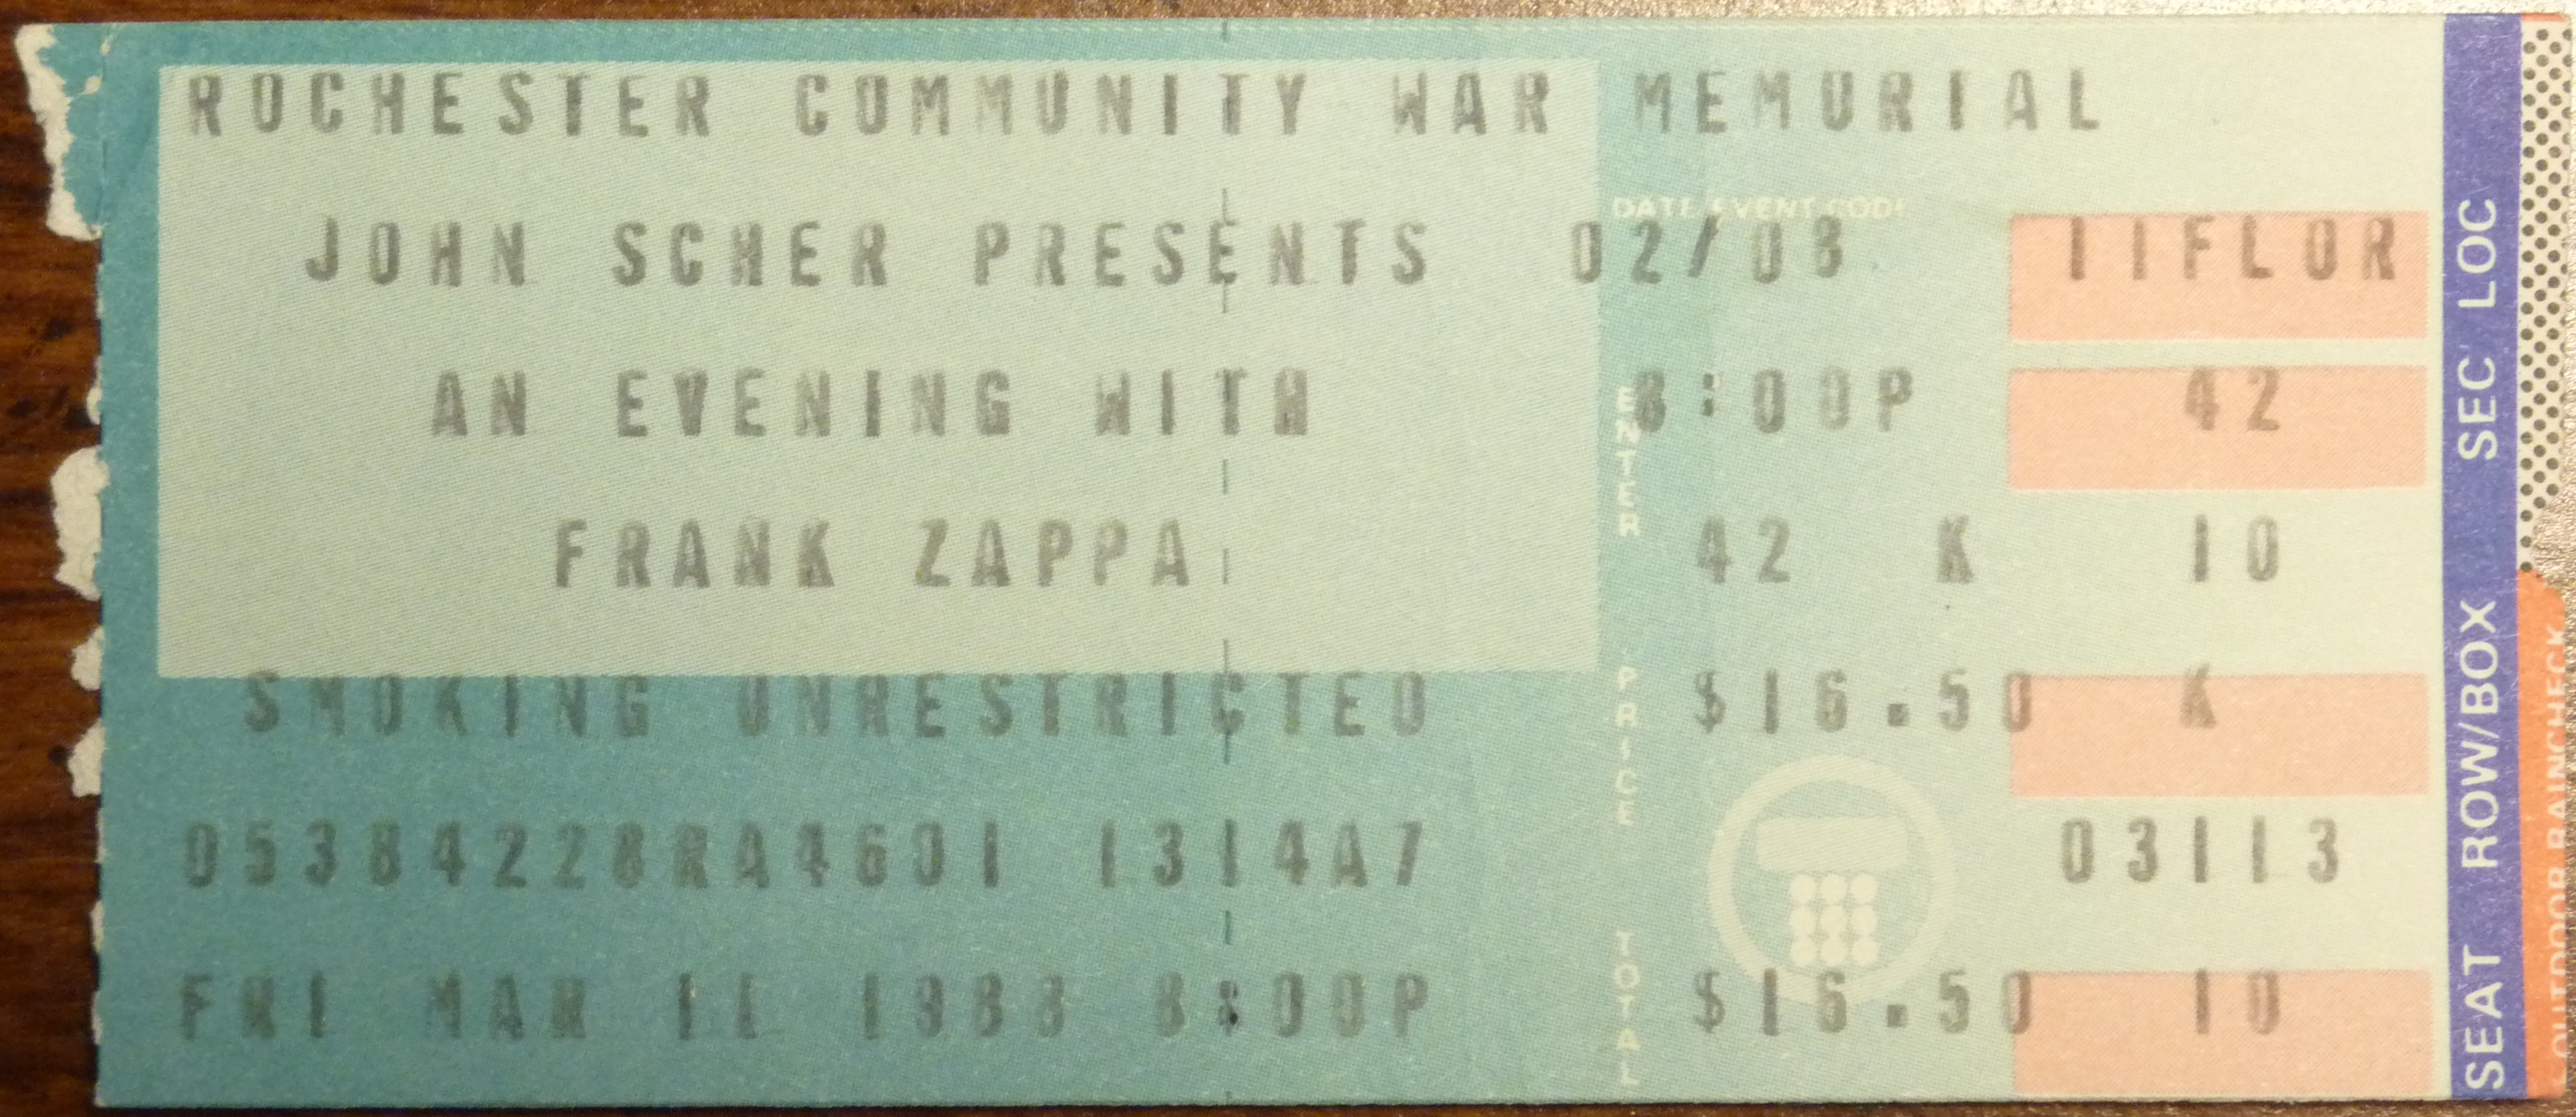 ROCHESTER COMMUNITY WAR MEMORIAL
DATE/EVENT CODE
JOHN SCHER PRESENTS 02/08 11FLOR
AN EVENING WITH 8:00P 42
ENTER
FRANK ZAPPA 42 K 10
SMOKING UNRESTRICTED $16.50 K
PRICE
05384228RA4601 1314A7 03113
FRI MAR 11 1988 8:00P $16.50 10
TOTAL
SEAT ROW/BOX SEC LOC
OUTDOOR RAINCHECK